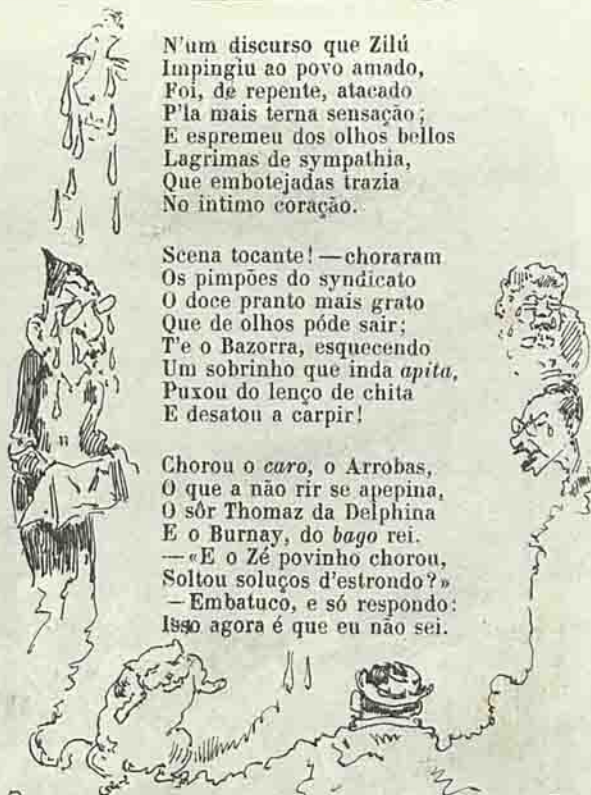 N'um discurso que Zilú
Impingiu ao povo amado,
Foi, de repente, atacado
P'la mais terna sensação;
E espremeu dos olhos bellos
Lagrimas de sympathia,
Que embotejadas trazia
No intimo coração.

Scena tocante! — choraram
Os pimpões do syndicato
O doce pranto mais grato
Que de olhos póde sair;
T'e o Bazorra, esquecendo
Um sobrinho que inda apita,
Puxou do lenço de chita
E desatou a carpir!

Chorou o caro, o Arrobas,
O que a não rir se apepina,
O sôr Thomaz da Delphina
E o Burnay, do bago rei.
—«E o Zé povinho chorou,
Soltou soluços d'estrondo?»
— Embatuco, e só respondo:
Isso agora é que eu não sei.